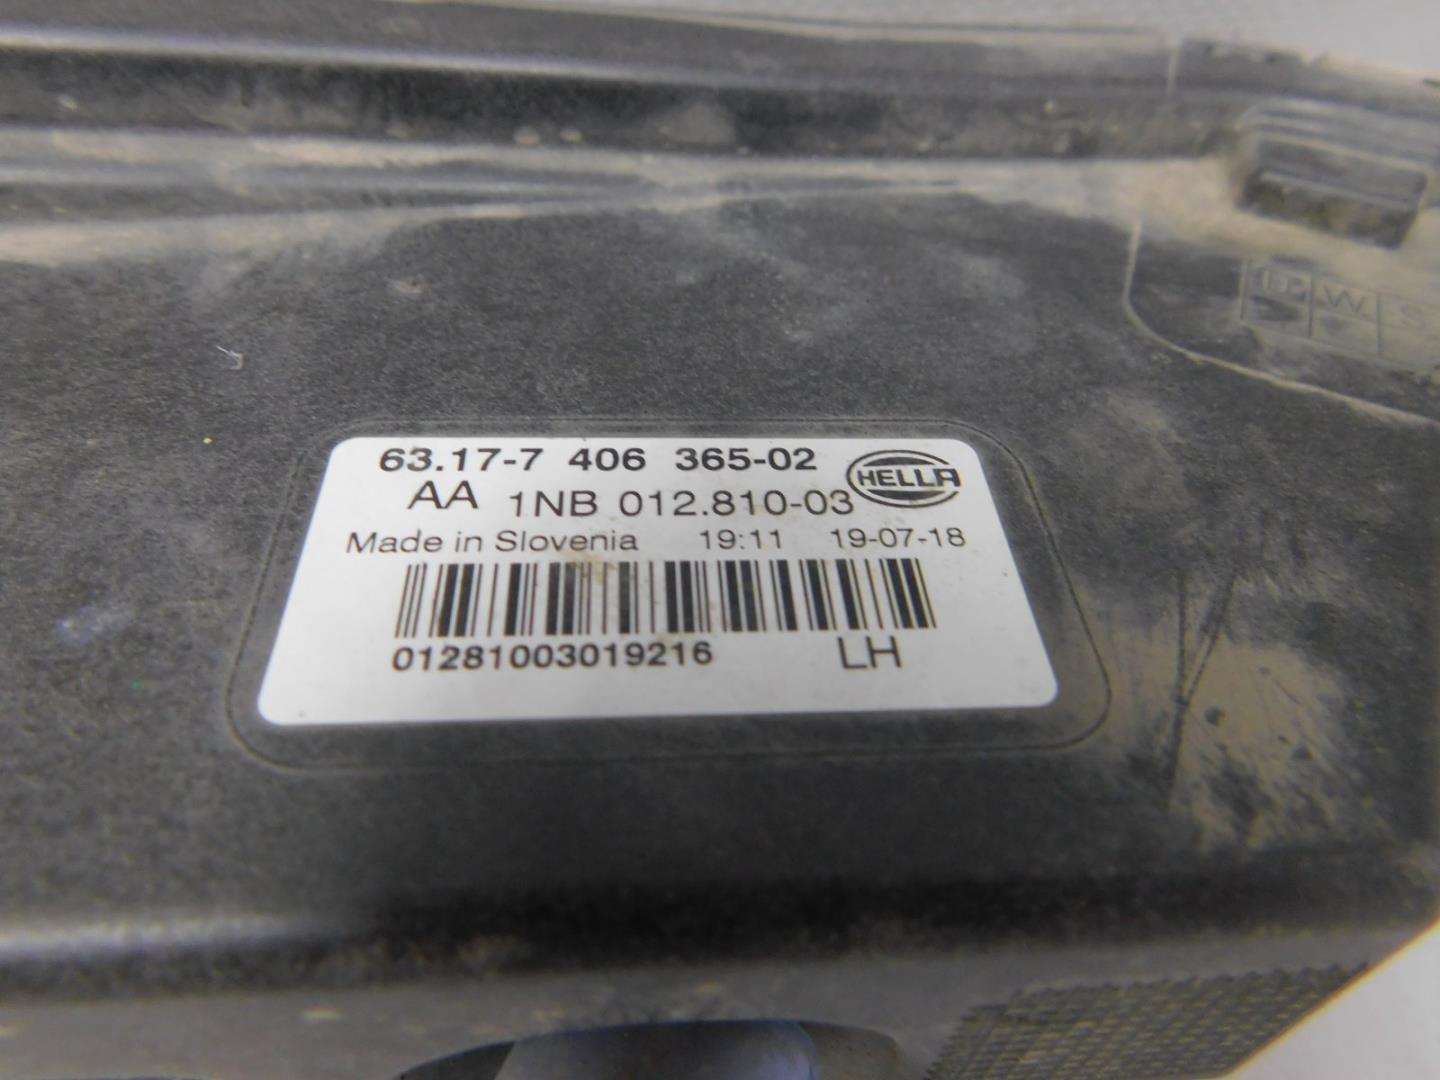 63.17-7 406 365-02
HELLA
AA 1NB 012.810-03
Made in Slovenia 19:11 19-07-18
01281003019216 LH